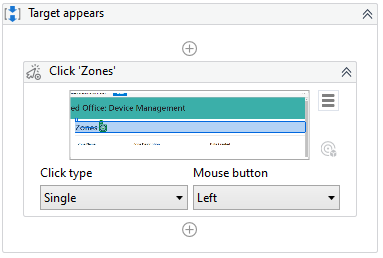 Target appears
Click 'Zones'
ed Office: Device Management
Zones
Click type
Mouse button
Single
Left